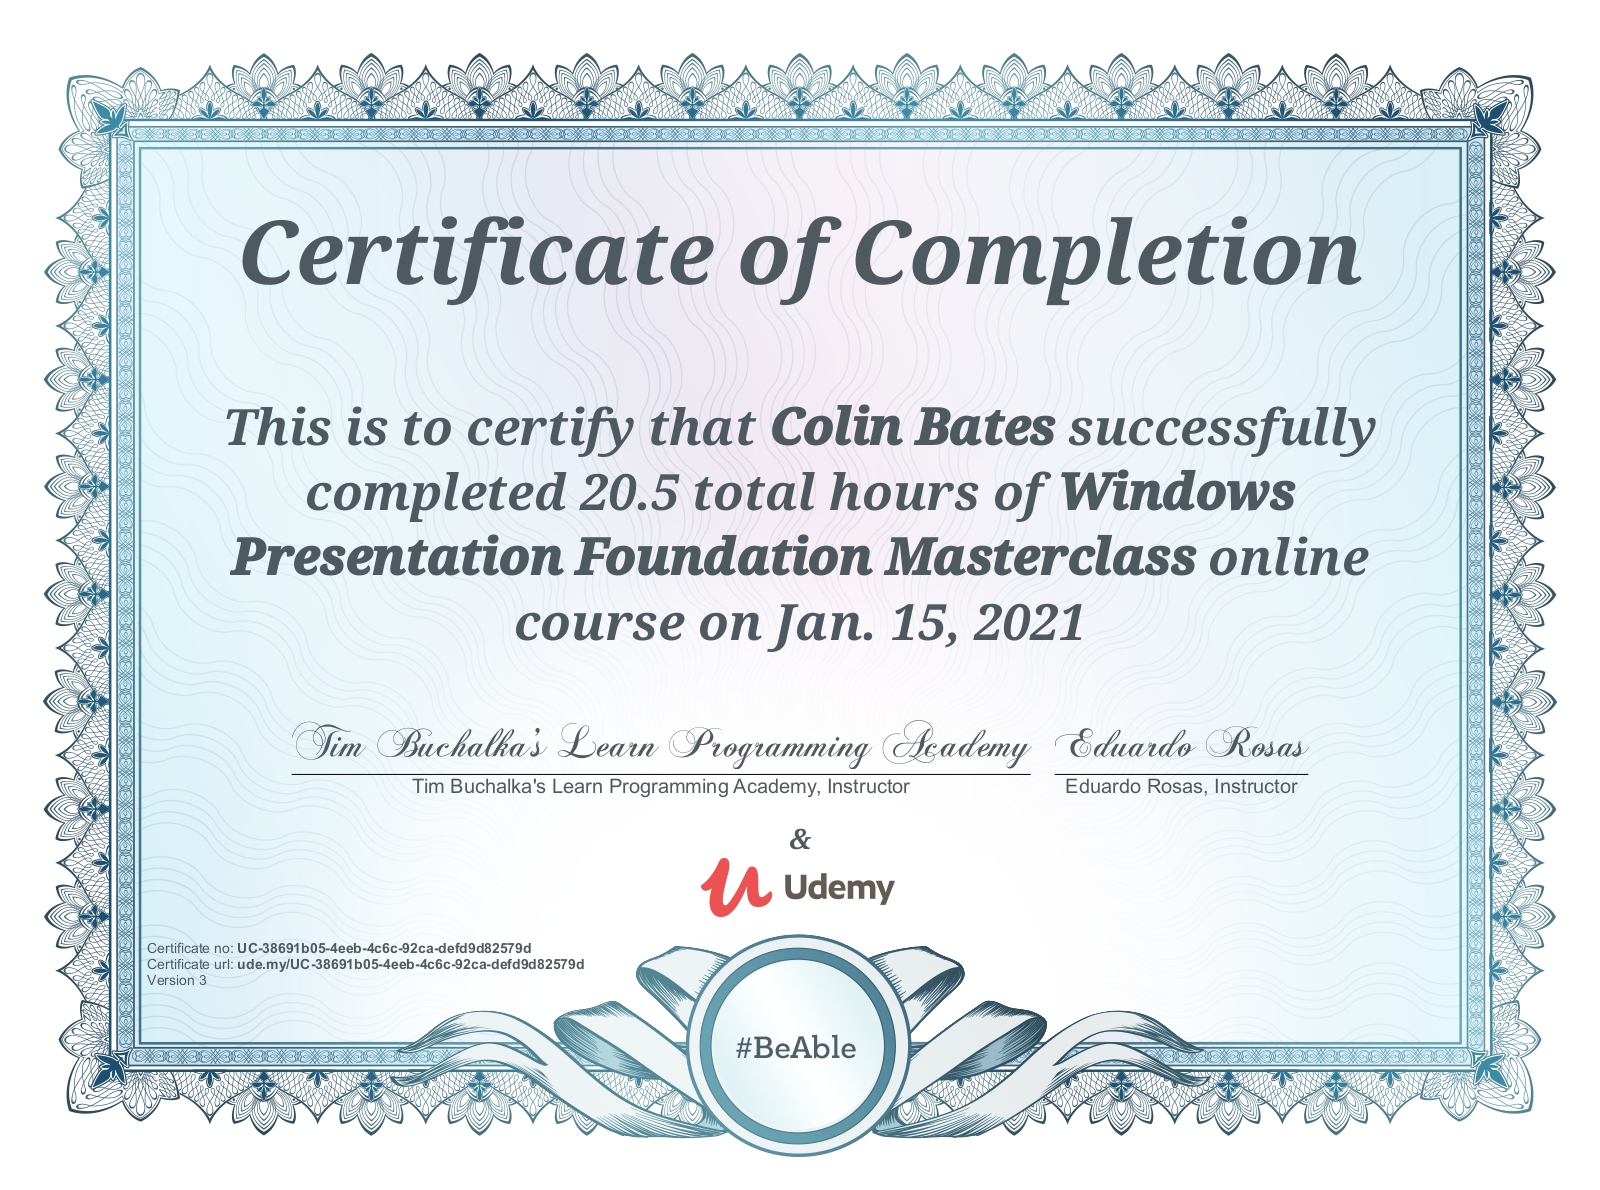 Certificate of Completion
This is to certify that Colin Bates successfully
completed 20.5 total hours of Windows
Presentation Foundation Masterclass online
course on Jan. 15, 2021
Tim Buchalka's Learn Programming Academy Eduardo Rosas
Tim Buchalka's Learn Programming Academy, Instructor Eduardo Rosas, Instructor
&
Udemy
Certificate no: UC-38691b05-4eeb-4c6c-92ca-defd9d82579d
Certificate url: ude.my/UC-38691b05-4eeb-4c6c-92ca-defd9d82579d
Version 3
#BeAble